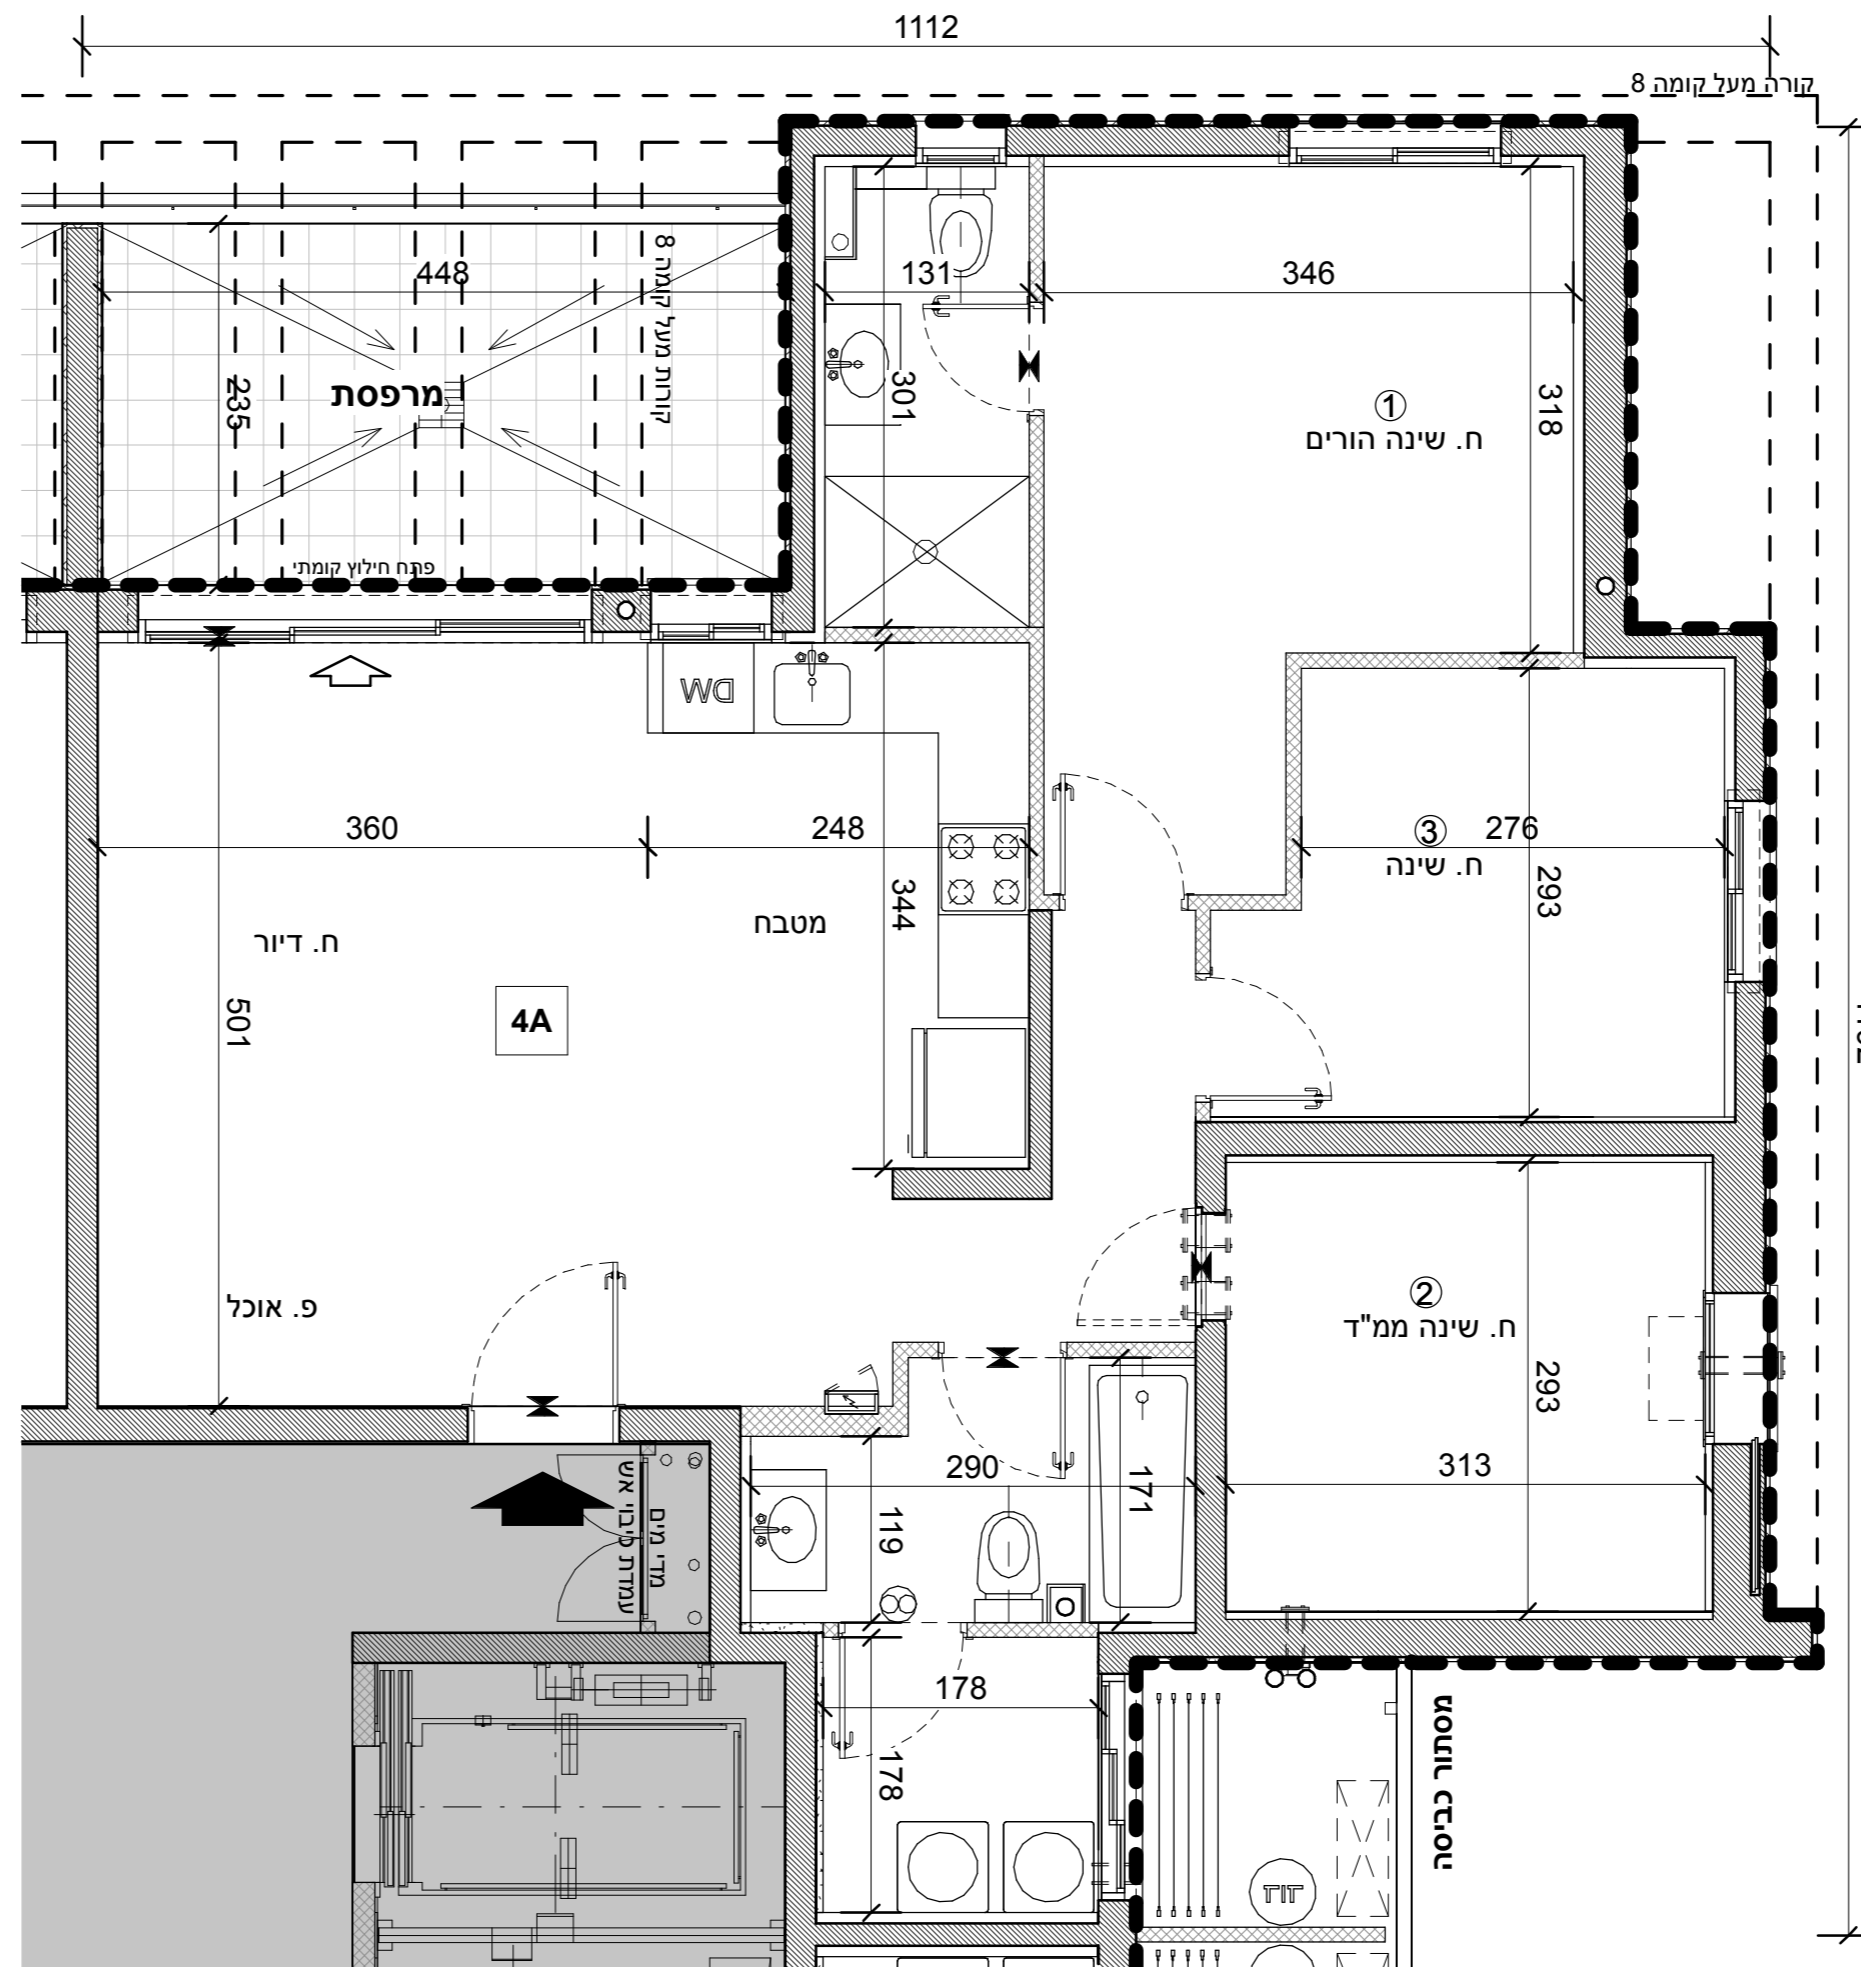 1112
קורה מעל קומה 8
448
קורות מעל קומה 8
131
346
235
מרפסת
301
318
1
ח. שינה הורים
פתח חילוץ קומתי
DW
360
248
3
276
ח. שינה
293
344
מטבח
ח. דיור
501
4A
2
ח. שינה ממ"ד
פ. אוכל
293
290
171
313
119
מדי מים
עמדת כיבוי אש
178
178
מסתור כביסה
דוד